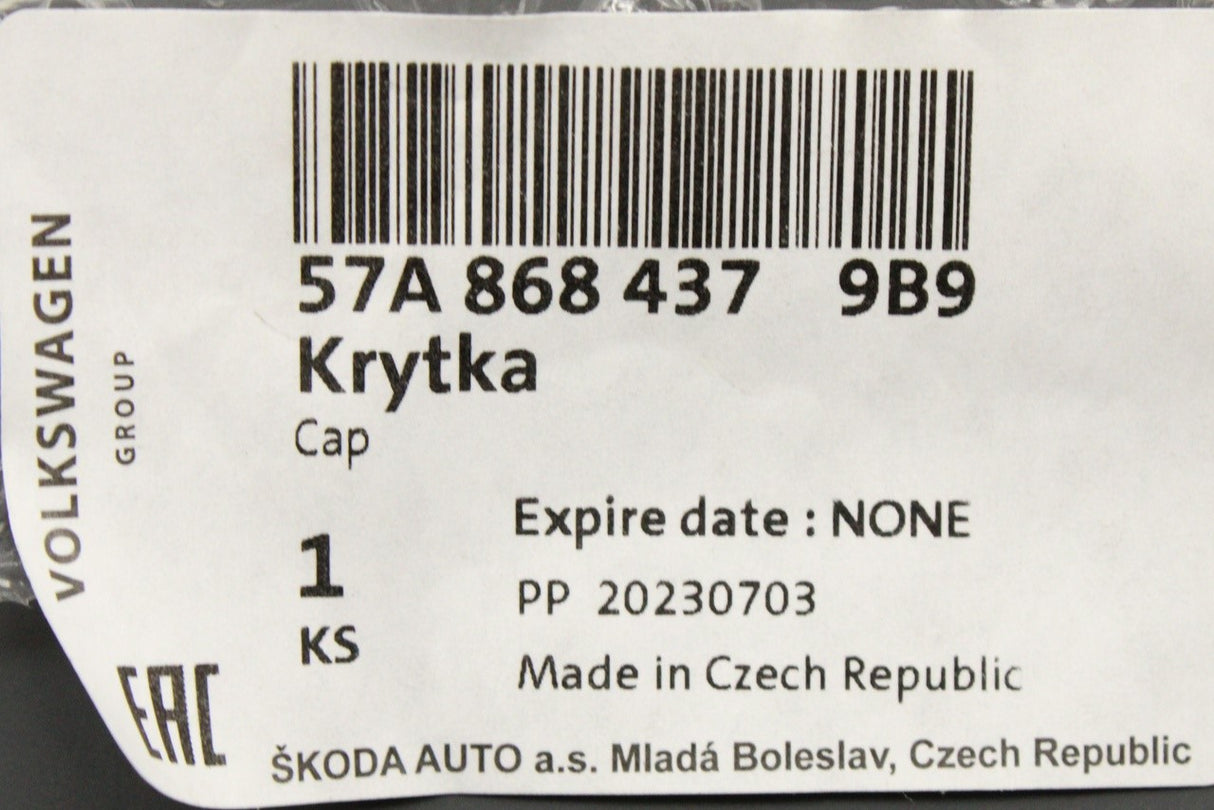 VOLKSWAGEN
GROUP
57A 868 437 9B9
Krytka
Cap
1
KS
Expire date : NONE
PP 20230703
Made in Czech Republic
EAC
ŠKODA AUTO a.s. Mladá Boleslav, Czech Republic